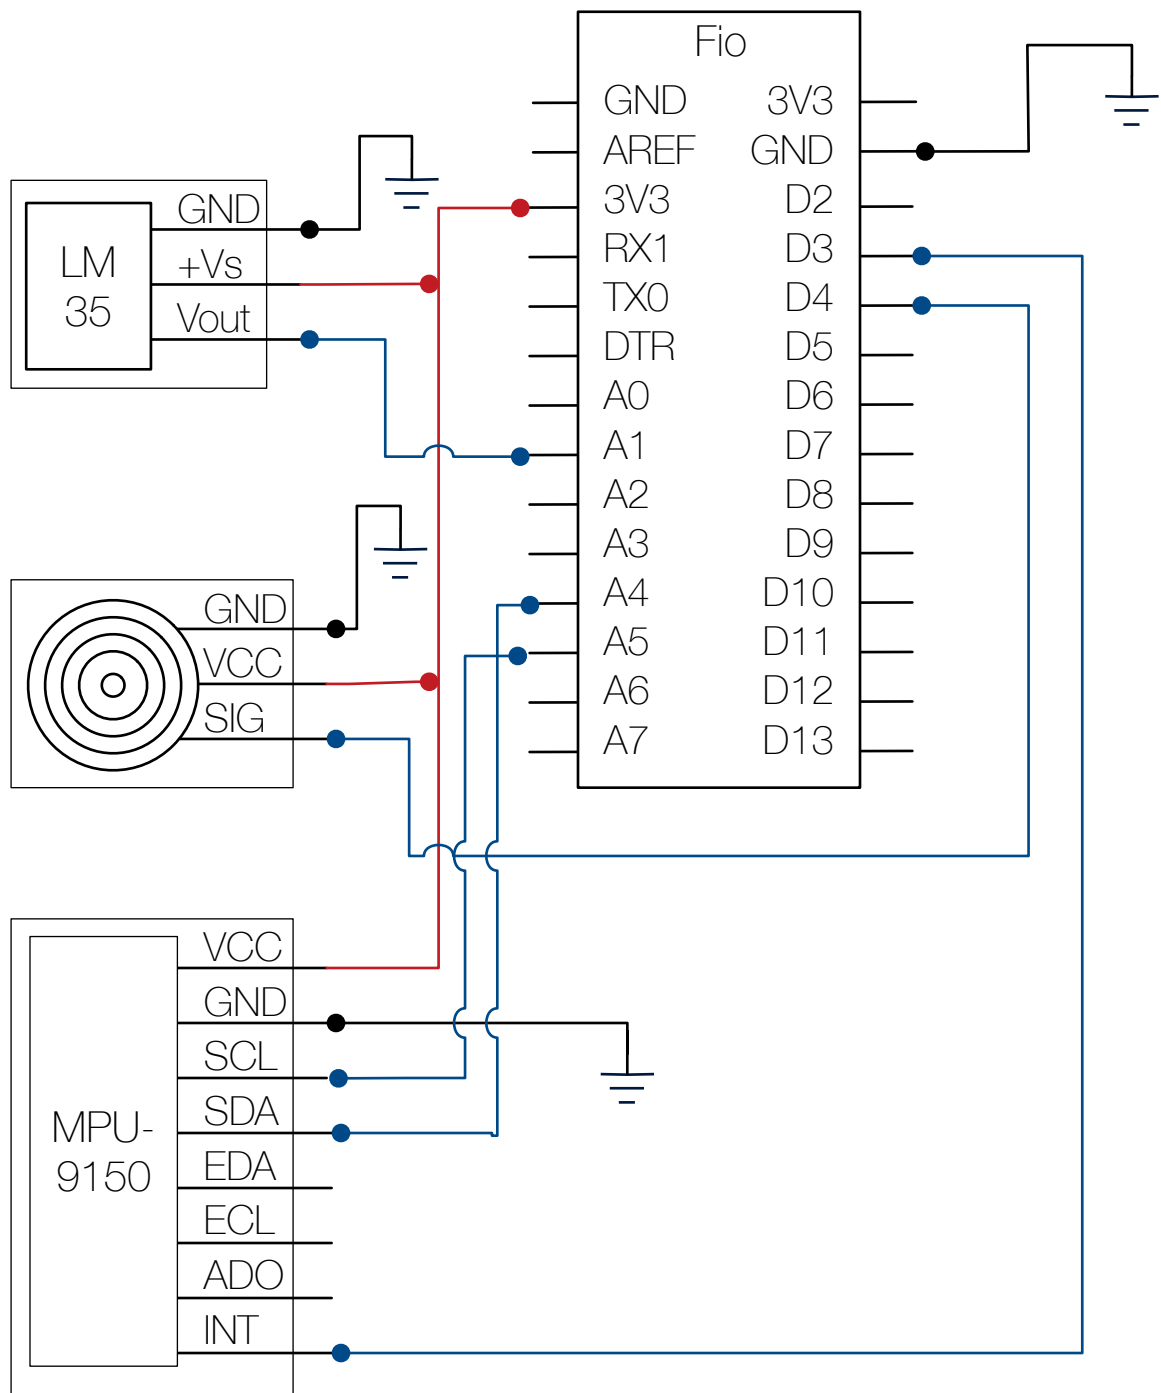 Fio
GND 3V3
AREF GND
3V3 D2
RX1 D3
TX0 D4
DTR D5
A0 D6
A1 D7
A2 D8
A3 D9
A4 D10
A5 D11
A6 D12
A7 D13
LM
35
GND
+Vs
Vout
GND
VCC
SIG
MPU-
9150
VCC
GND
SCL
SDA
EDA
ECL
ADO
INT